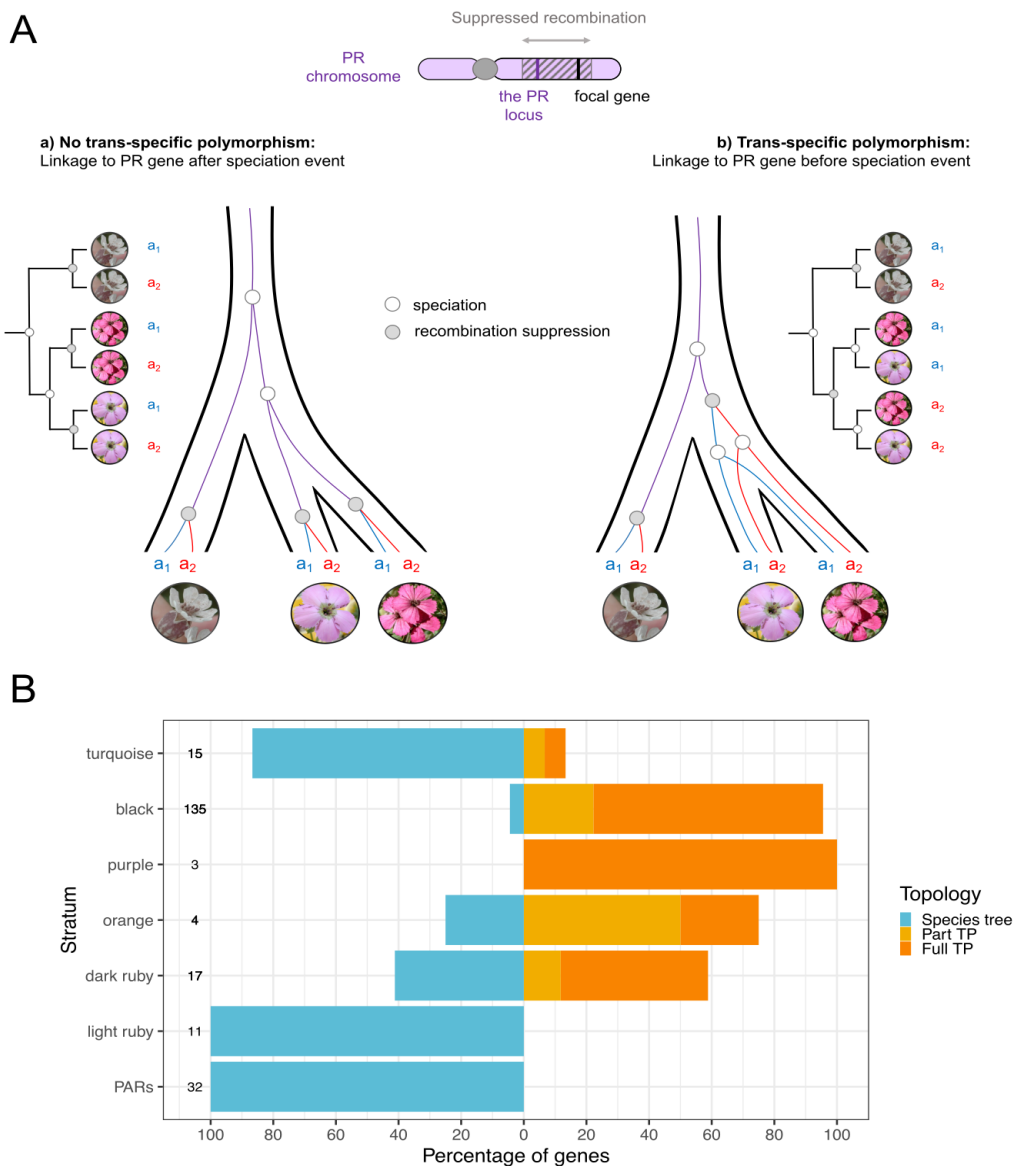 A
Suppressed recombination
PR
chromosome
the PR
locus
focal gene
a) No trans-specific polymorphism:
Linkage to PR gene after speciation event
b) Trans-specific polymorphism:
Linkage to PR gene before speciation event
a1
a2
a1
a2
a1
a2
speciation
recombination suppression
a1
a2
a1
a1
a2
a2
a1 a2 a1 a2 a1 a2
a1 a2 a1 a2 a1 a2
B
turquoise 15
black 135
purple 3
orange 4
dark ruby 17
light ruby 11
PARs 32
Stratum
100 80 60 40 20 0 20 40 60 80 100
Percentage of genes
Topology
Species tree
Part TP
Full TP